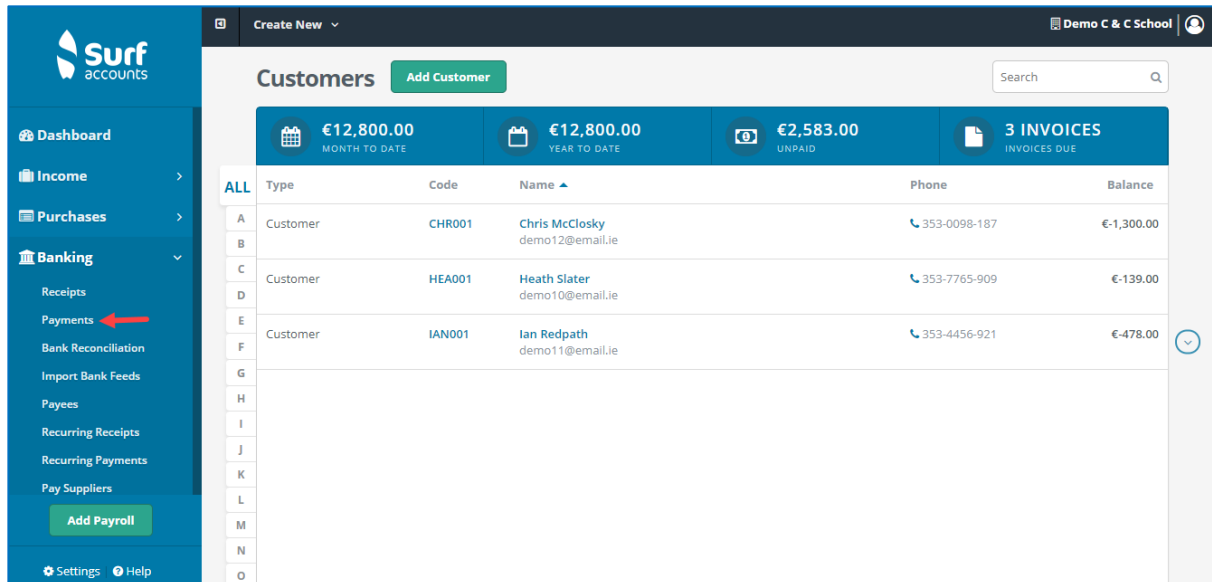 Surf
accounts
Create New
Demo C & C School
Dashboard
Income
Purchases
Banking
Receipts
Payments
Bank Reconciliation
Import Bank Feeds
Payees
Recurring Receipts
Recurring Payments
Pay Suppliers
Add Payroll
Settings Help
Customers Add Customer Search
€12,800.00 €12,800.00 €2,583.00 3 INVOICES
MONTH TO DATE YEAR TO DATE UNPAID INVOICES DUE
ALL
A
B
C
D
E
F
G
H
I
J
K
L
M
N
O
Type Code Name Phone Balance
Customer CHR001 Chris McClosky 353-0098-187 €-1,300.00
demo12@email.ie
Customer HEA001 Heath Slater 353-7765-909 €-139.00
demo10@email.ie
Customer IAN001 Ian Redpath 353-4456-921 €-478.00
demo11@email.ie